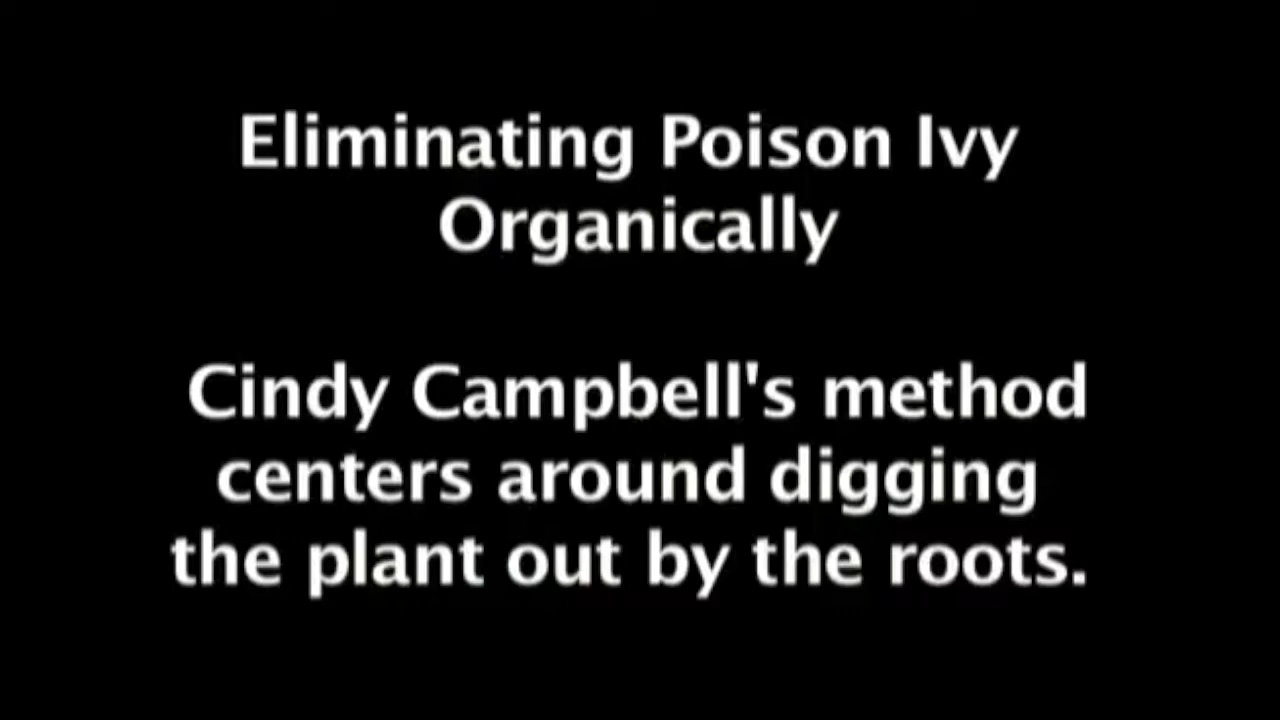 Eliminating Poison Ivy
Organically
Cindy Campbell's method
centers around digging
the plant out by the roots.